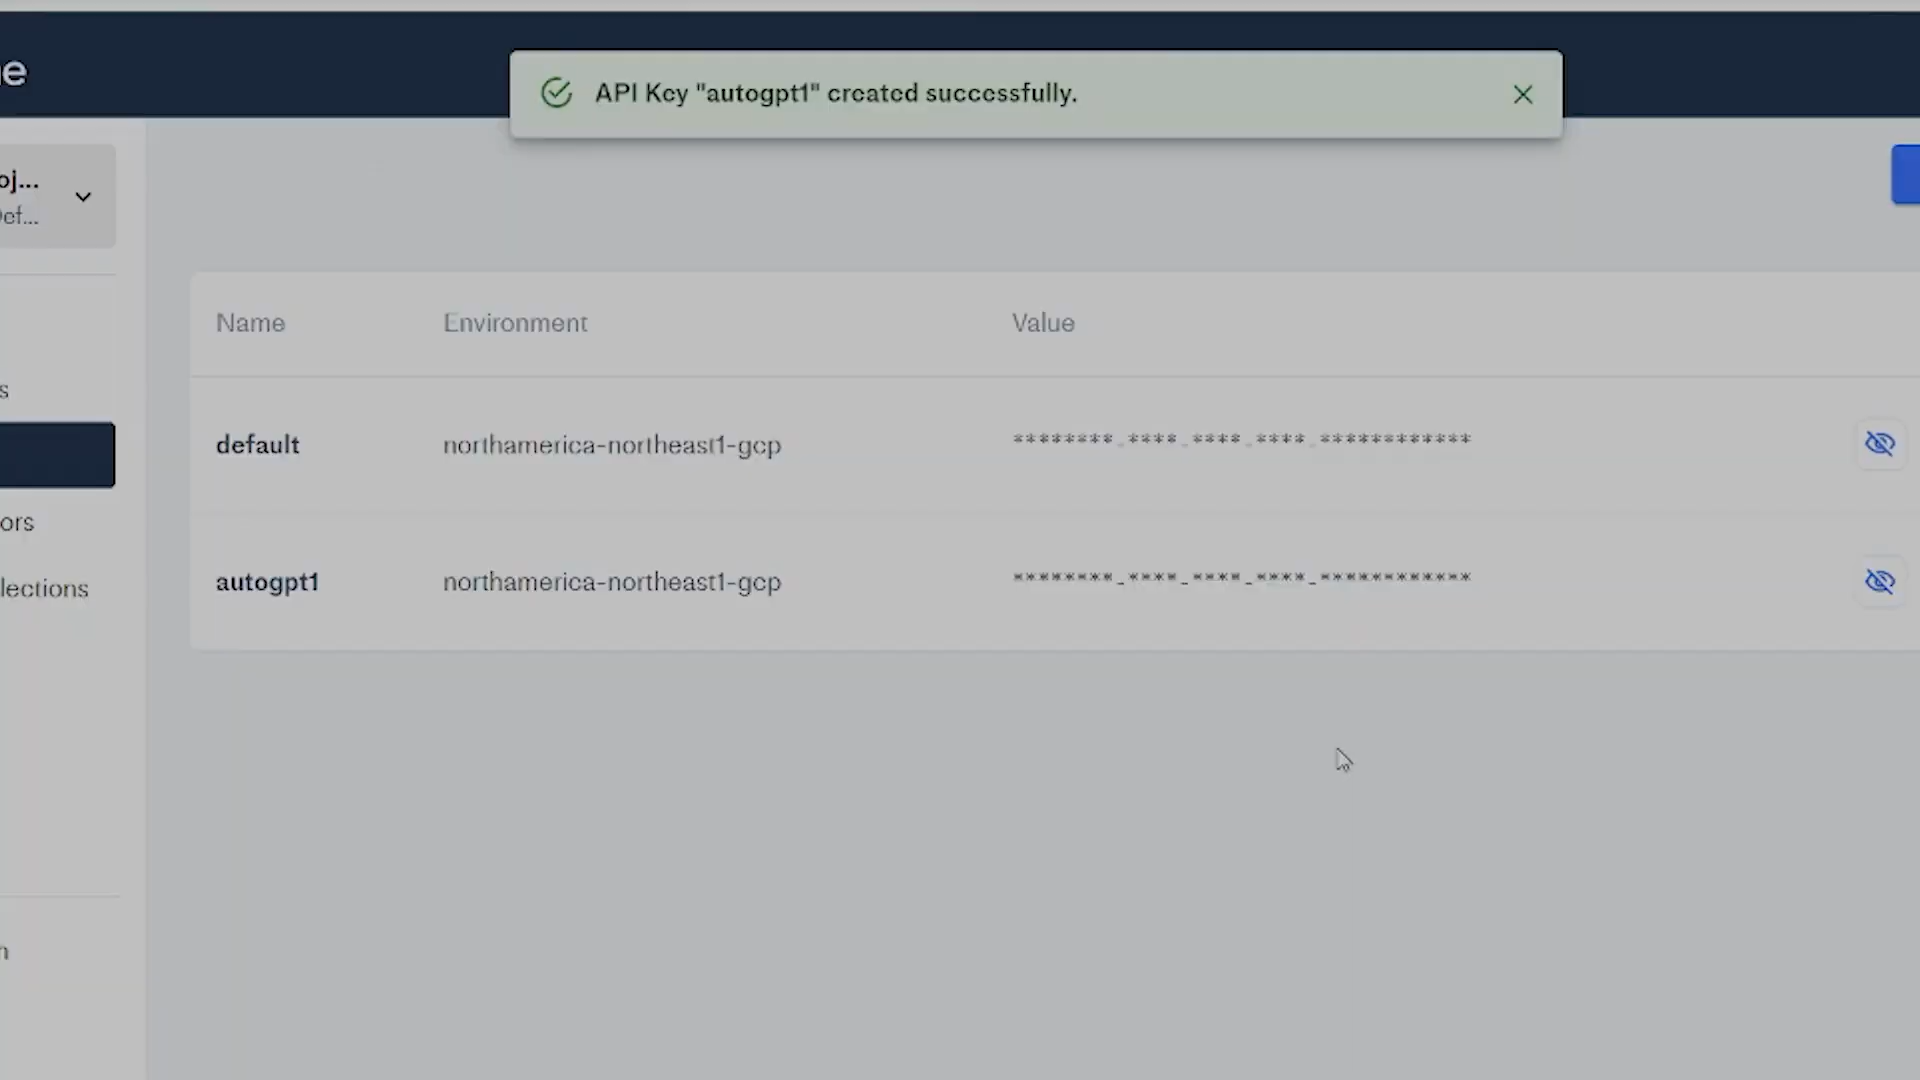 e
API Key "autogpt1" created successfully.
oj...
Def...
Name Environment Value
s
default northamerica-northeast1-gcp ********-****-****-****-************
ors
autogpt1 northamerica-northeast1-gcp ********-****-****-****-************
lections
n